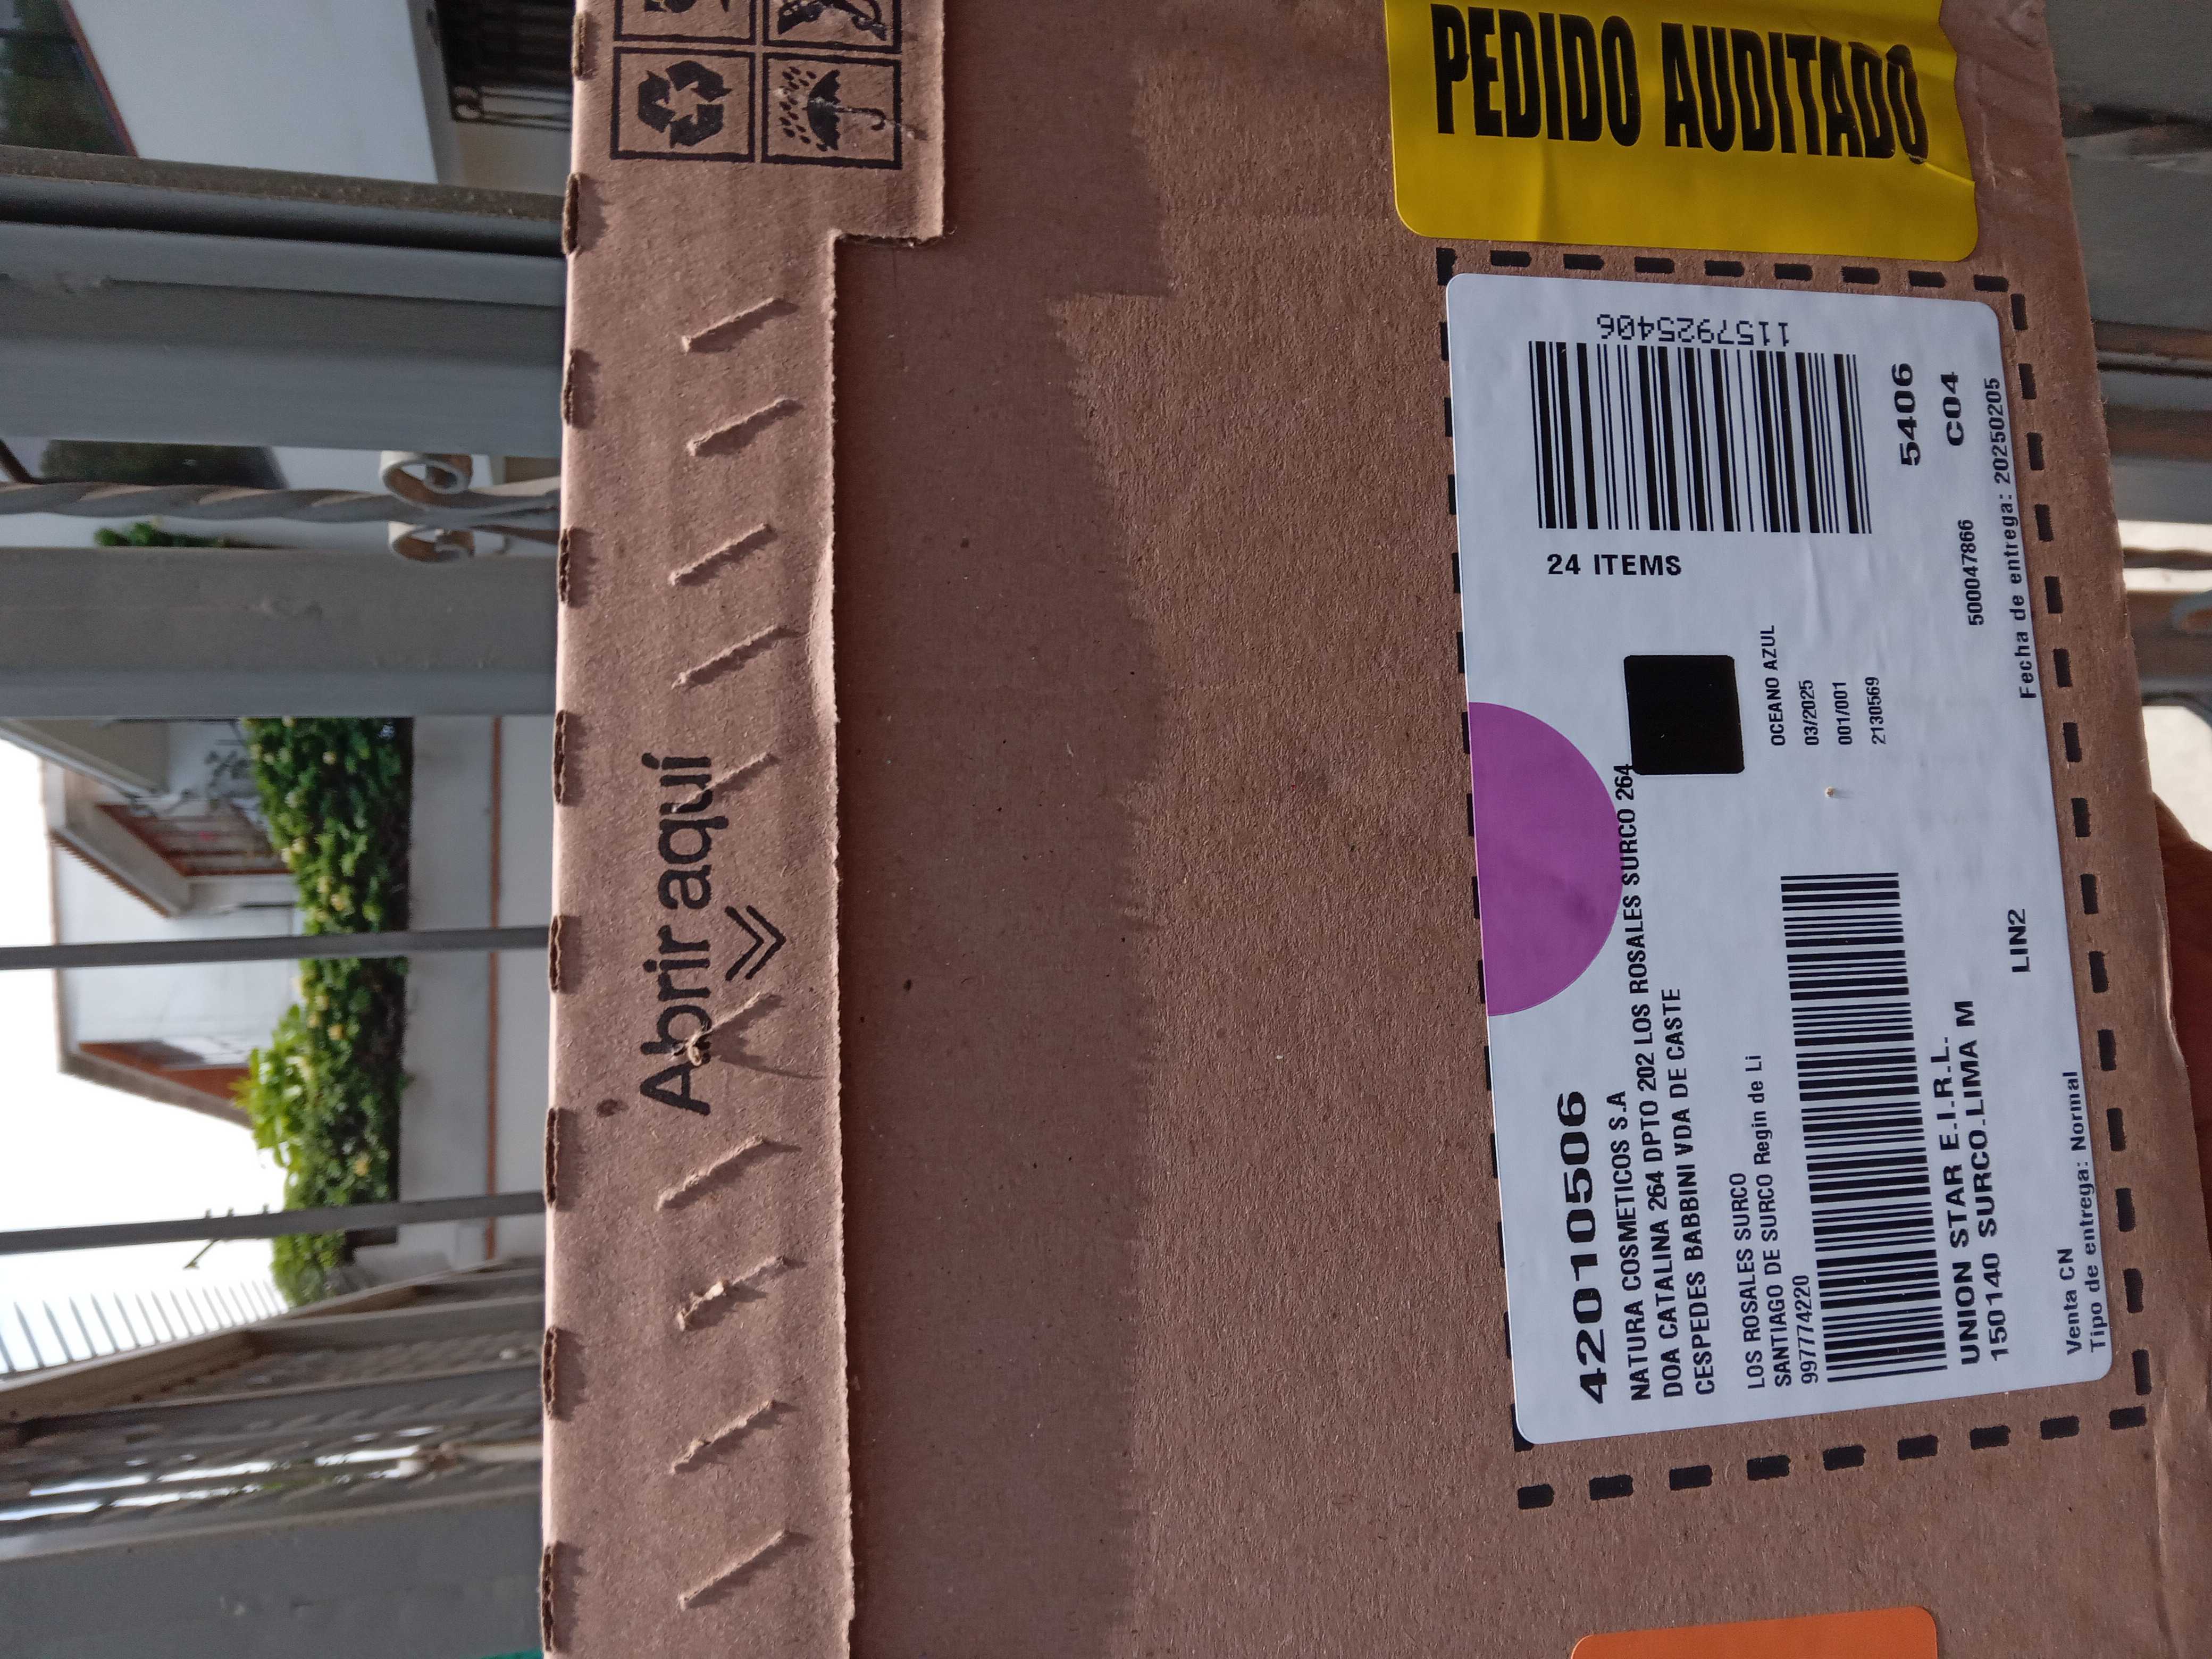 Abrir aquí
PEDIDO AUDITADO
42010506
NATURA COSMETICOS S.A
DOA CATALINA 264 DPTO 202 LOS ROSALES SURCO 264
CESPEDES BABBINI VDA DE CASTE
LOS ROSALES SURCO
SANTIAGO DE SURCO Regin de Li
997774220
UNION STAR E.I.R.L.
150140 SURCO.LIMA M
LIN2
Venta CN
Tipo de entrega: Normal
24 ITEMS
1157925406
OCEANO AZUL
03/2025
001/001
2130569
5406
C04
500047866
Fecha de entrega: 20250205